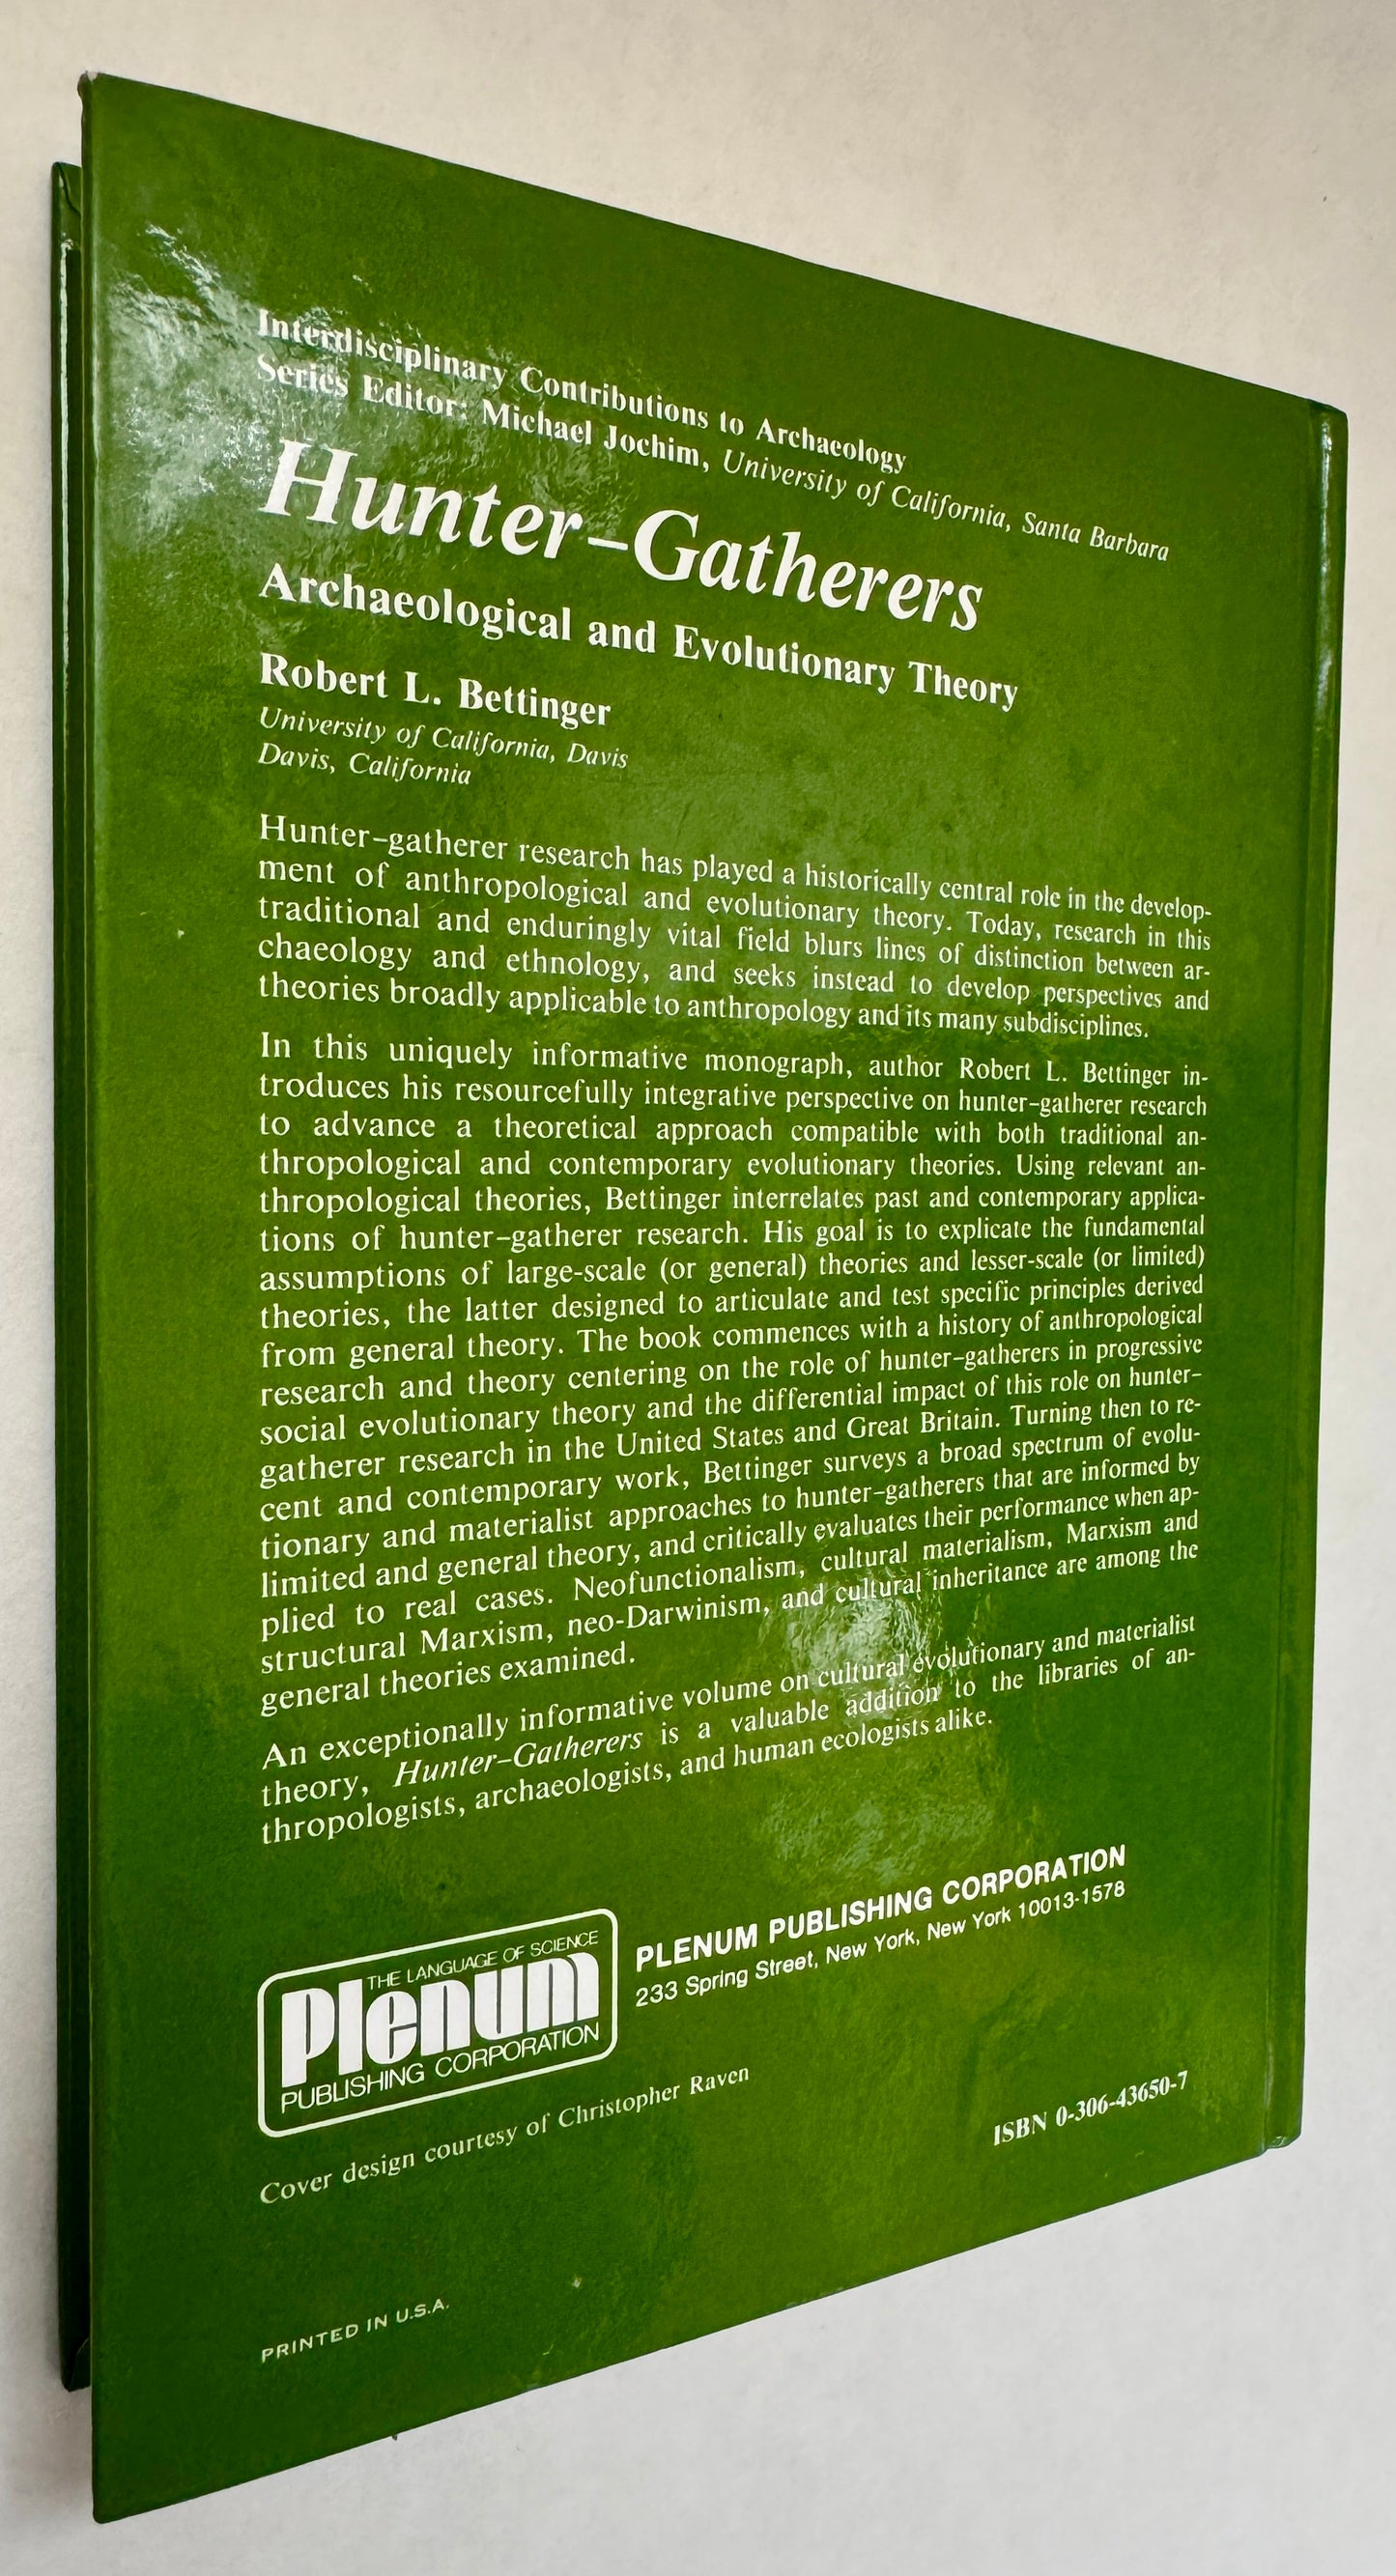 Interdisciplinary Contributions to Archaeology
Series Editor: Michael Jochim, University of California, Santa Barbara
Hunter–Gatherers
Archaeological and Evolutionary Theory
Robert L. Bettinger
University of California, Davis
Davis, California
Hunter–gatherer research has played a historically central role in the develop-
ment of anthropological and evolutionary theory. Today, research in this
traditional and enduringly vital field blurs lines of distinction between ar-
chaeology and ethnology, and seeks instead to develop perspectives and
theories broadly applicable to anthropology and its many subdisciplines.
In this uniquely informative monograph, author Robert L. Bettinger in-
troduces his resourcefully integrative perspective on hunter–gatherer research
to advance a theoretical approach compatible with both traditional an-
thropological and contemporary evolutionary theories. Using relevant an-
thropological theories, Bettinger interrelates past and contemporary applica-
tions of hunter–gatherer research. His goal is to explicate the fundamental
assumptions of large-scale (or general) theories and lesser-scale (or limited)
theories, the latter designed to articulate and test specific principles derived
from general theory. The book commences with a history of anthropological
research and theory centering on the role of hunter–gatherers in progressive
social evolutionary theory and the differential impact of this role on hunter–
gatherer research in the United States and Great Britain. Turning then to re-
cent and contemporary work, Bettinger surveys a broad spectrum of evolu-
tionary and materialist approaches to hunter–gatherers that are informed by
limited and general theory, and critically evaluates their performance when ap-
plied to real cases. Neofunctionalism, cultural materialism, Marxism and
structural Marxism, neo-Darwinism, and cultural inheritance are among the
general theories examined.
An exceptionally informative volume on cultural evolutionary and materialist
theory, Hunter–Gatherers is a valuable addition to the libraries of an-
thropologists, archaeologists, and human ecologists alike.
THE LANGUAGE OF SCIENCE
Plenum
PUBLISHING CORPORATION
PLENUM PUBLISHING CORPORATION
233 Spring Street, New York, New York 10013-1578
Cover design courtesy of Christopher Raven
ISBN 0-306-43650-7
PRINTED IN U.S.A.